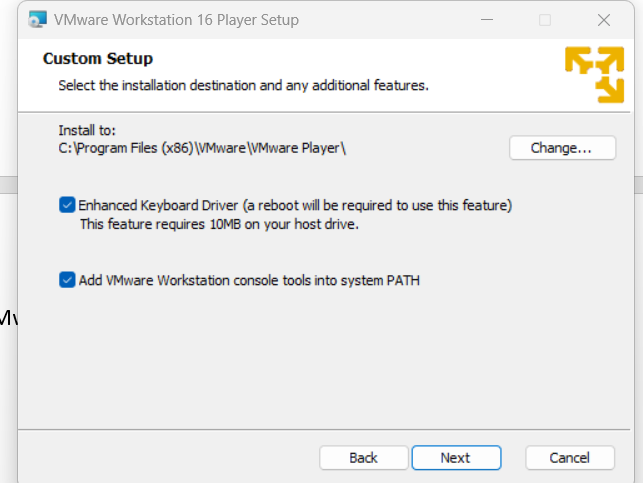 VMware Workstation 16 Player Setup
Custom Setup
Select the installation destination and any additional features.
Install to:
C:\Program Files (x86)\VMware\VMware Player\
Change...
Enhanced Keyboard Driver (a reboot will be required to use this feature)
This feature requires 10MB on your host drive.
Add VMware Workstation console tools into system PATH
Back
Next
Cancel